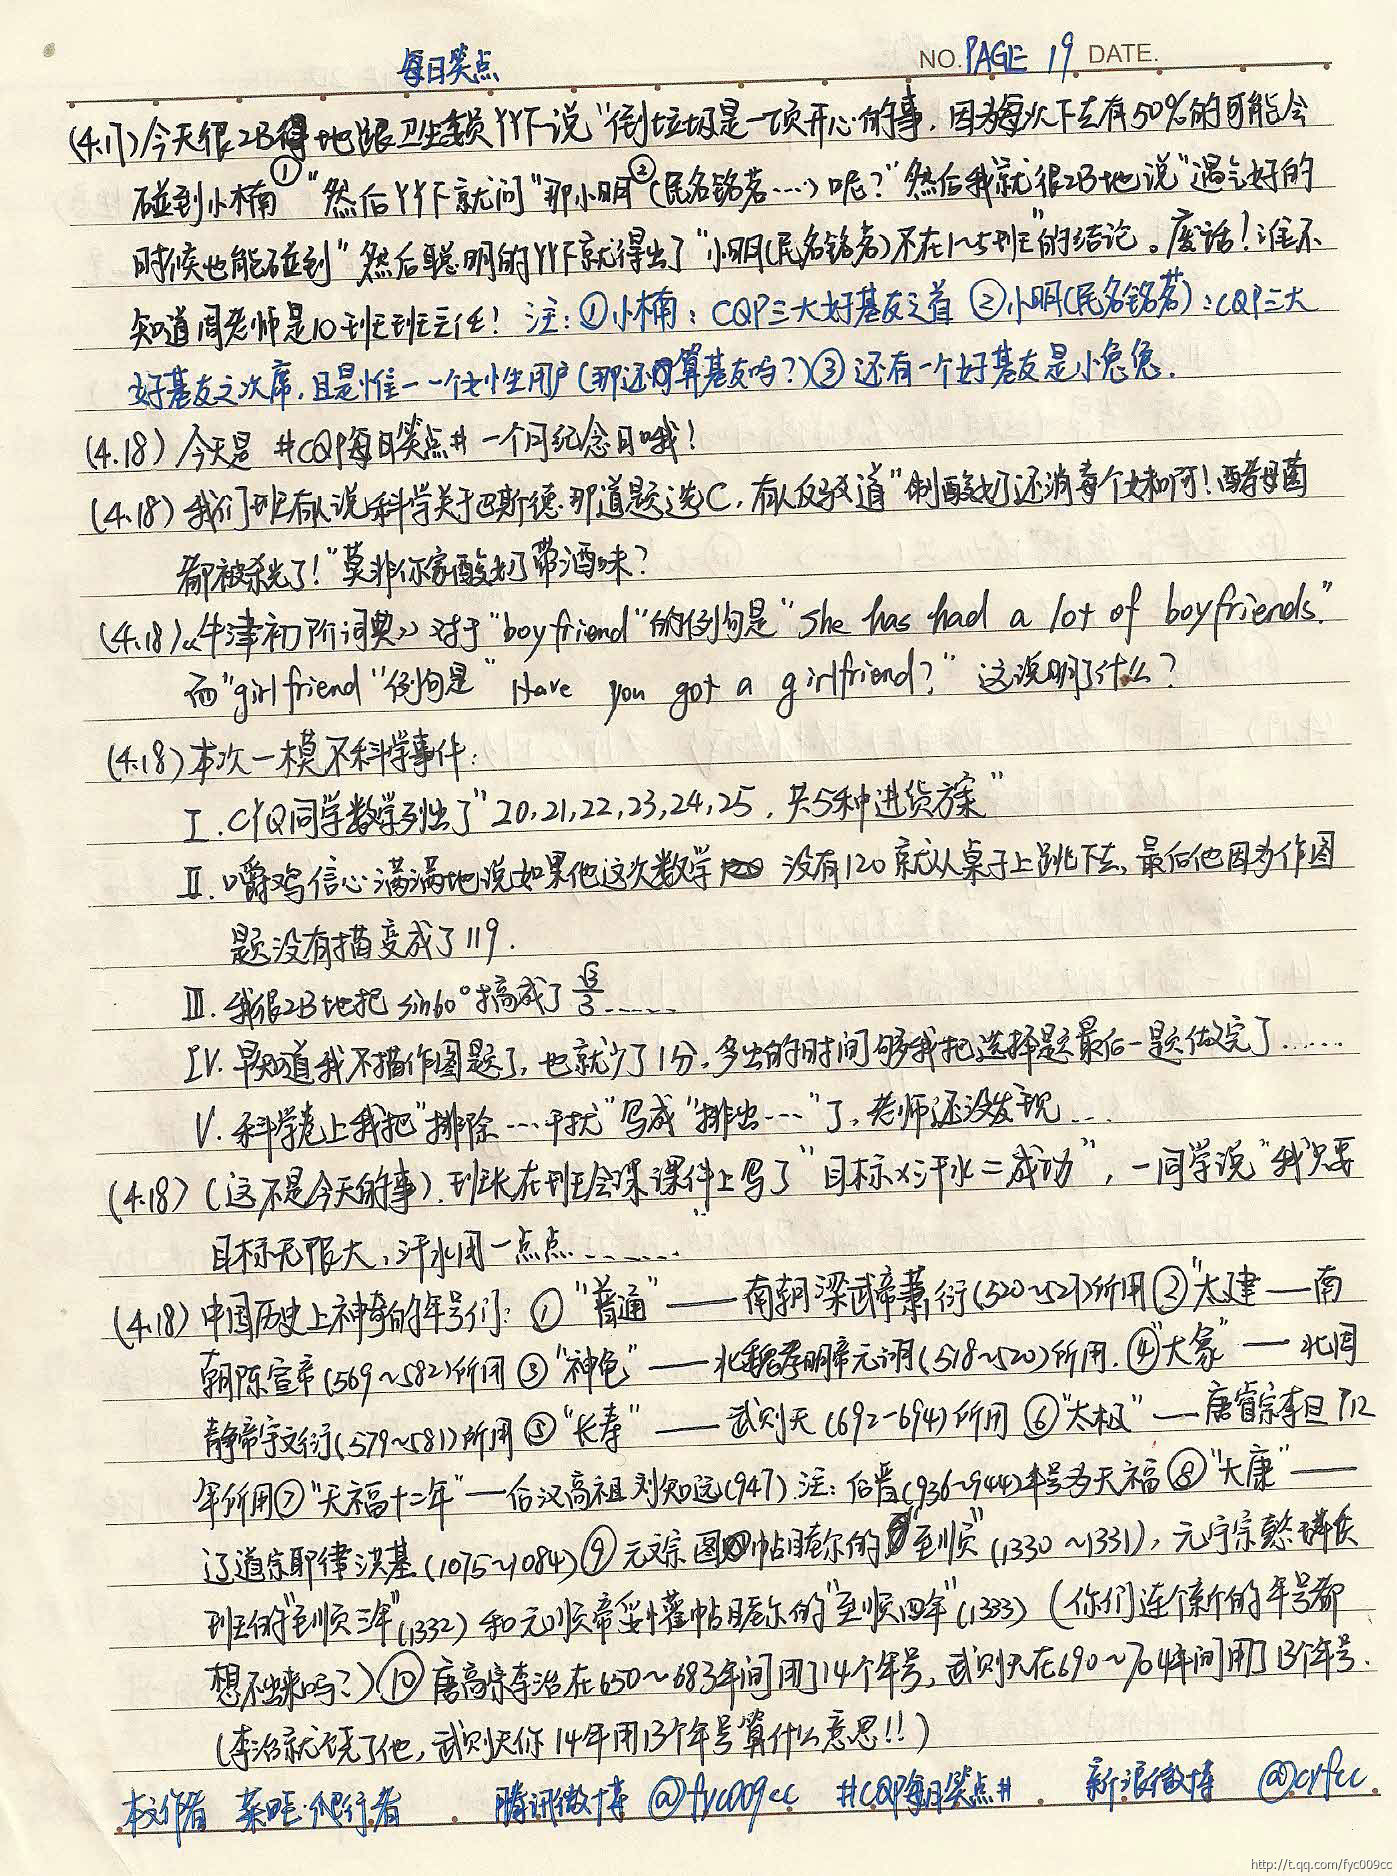 每日笑点 NO. PAGE 19 DATE.
(4.17)今天很2B地跟卫生委员丫丫下说"倒垃圾是一项开心的事,因为每次下去有50%的可能会
碰到小楠①"然后丫丫下就问"那小明②(民名铭茗……)呢?"然后我就很2B地说"遇气好的
时候也能碰到"然后聪明的丫丫下就得出了"小明(民名铭茗)不在1~5班"的结论。废话!谁不
知道周老师是10班班主任! 注:①小楠:CQP三大好基友之首 ②小明(民名铭茗):CQP三大
好基友之次席,且是惟一一个女性用户(那还算基友吗?)③还有一个好基友是小兔兔.
(4.18)今天是 #CQP每日笑点# 一个月纪念日哦!
(4.18)我们班有人说科学关于巴斯德那道题选C,有人反驳道"制酸奶还消毒个妹啊!酵母菌
都被杀光了!"莫非你家酸奶带酒味?
(4.18)《牛津初阶词典》对于"boyfriend"的例句是"She has had a lot of boyfriends."
而"girlfriend"例句是"Have you got a girlfriend?" 这说明了什么?
(4.18)本次一模不科学事件:
I.CYQ同学数学列出了"20,21,22,23,24,25,共5种进货方案"
II.嚼鸡信心满满地说如果他这次数学没有120就从桌子上跳下去,最后他因为作图
题没有描变成了119.
III.我很2B地把sin60°搞成了√3/3……
IV.早知道我不描作图题了,也就少了1分,多出的时间够我把选择题最后一题做完了……
V.科学卷上我把"排除…干扰"写成"排出…"了,老师还没发现…
(4.18)(这不是今天的事).班长在班会课课件上写了"目标×汗水=成功",一同学说"我只要
目标无限大,汗水用一点点……
(4.18)中国历史上神奇的年号们:①"普通"——南朝梁武帝萧衍(520~527)所用②"太建——南
朝陈宣帝(569~582)所用③"神龟"——北魏孝明帝元诩(518~520)所用.④"大象"——北周
静帝宇文衍(579~581)所用⑤"长寿"——武则天(692-694)所用⑥"太极"——唐睿宗李旦712
年所用⑦"天福十二年"—后汉高祖刘知远(947).注:后晋(936~944)年号为天福⑧"大康"——
辽道宗耶律洪基(1075~1084)⑨元文宗图帖睦尔的"至顺"(1330~1331),元宁宗懿璘质
班的"至顺三年"(1332)和元顺帝妥懽帖睦尔的"至顺四年"(1333)(你们连个新的年号都
想不出来吗?)⑩唐高宗李治在650~683年间用了14个年号,武则天在690~704年间用了13个年号.
(李治就饶了他,武则天你14年用13个年号算什么意思!!)
本文作者 菜旺·爬行者 腾讯微博 @fyc009cc #CQP每日笑点# 新浪微博 @cyfcc
http://t.qq.com/fyc009cc